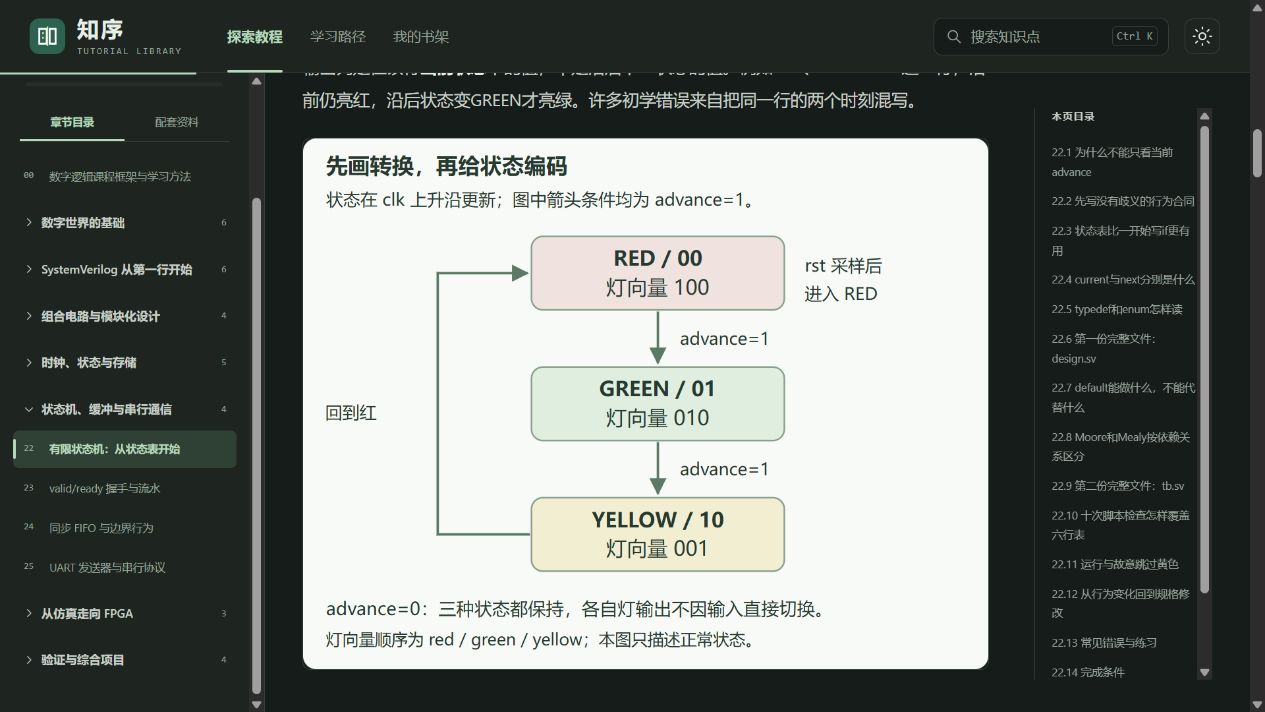 知序
TUTORIAL LIBRARY
探索教程
学习路径
我的书架
搜索知识点
Ctrl K
章节目录
配套资料
00 数字逻辑课程框架与学习方法
数字世界的基础 6
SystemVerilog 从第一行开始 6
组合电路与模块化设计 4
时钟、状态与存储 5
状态机、缓冲与串行通信 4
22 有限状态机：从状态表开始
23 valid/ready 握手与流水
24 同步 FIFO 与边界行为
25 UART 发送器与串行协议
从仿真走向 FPGA 3
验证与综合项目 4
前仍亮红，沿后状态变GREEN才亮绿。许多初学错误来自把同一行的两个时刻混写。
先画转换，再给状态编码
状态在 clk 上升沿更新；图中箭头条件均为 advance=1。
RED / 00
灯向量 100
rst 采样后
进入 RED
advance=1
GREEN / 01
灯向量 010
回到红
advance=1
YELLOW / 10
灯向量 001
advance=0：三种状态都保持，各自灯输出不因输入直接切换。
灯向量顺序为 red / green / yellow；本图只描述正常状态。
本页目录
22.1 为什么不能只看当前
advance
22.2 先写没有歧义的行为合同
22.3 状态表比一开始写if更有
用
22.4 current与next分别是什么
22.5 typedef和enum怎样读
22.6 第一份完整文件：
design.sv
22.7 default能做什么，不能代
替什么
22.8 Moore和Mealy按依赖关
系区分
22.9 第二份完整文件：tb.sv
22.10 十次脚本检查怎样覆盖
六行表
22.11 运行与故意跳过黄色
22.12 从行为变化回到规格修
改
22.13 常见错误与练习
22.14 完成条件